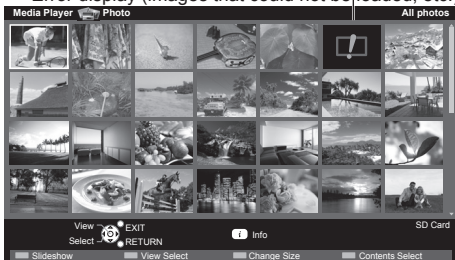 Error display (images that could not be loaded, etc.)
Media Player Photo All photos
View EXIT SD Card
Select RETURN
i Info
Slideshow View Select Change Size Contents Select